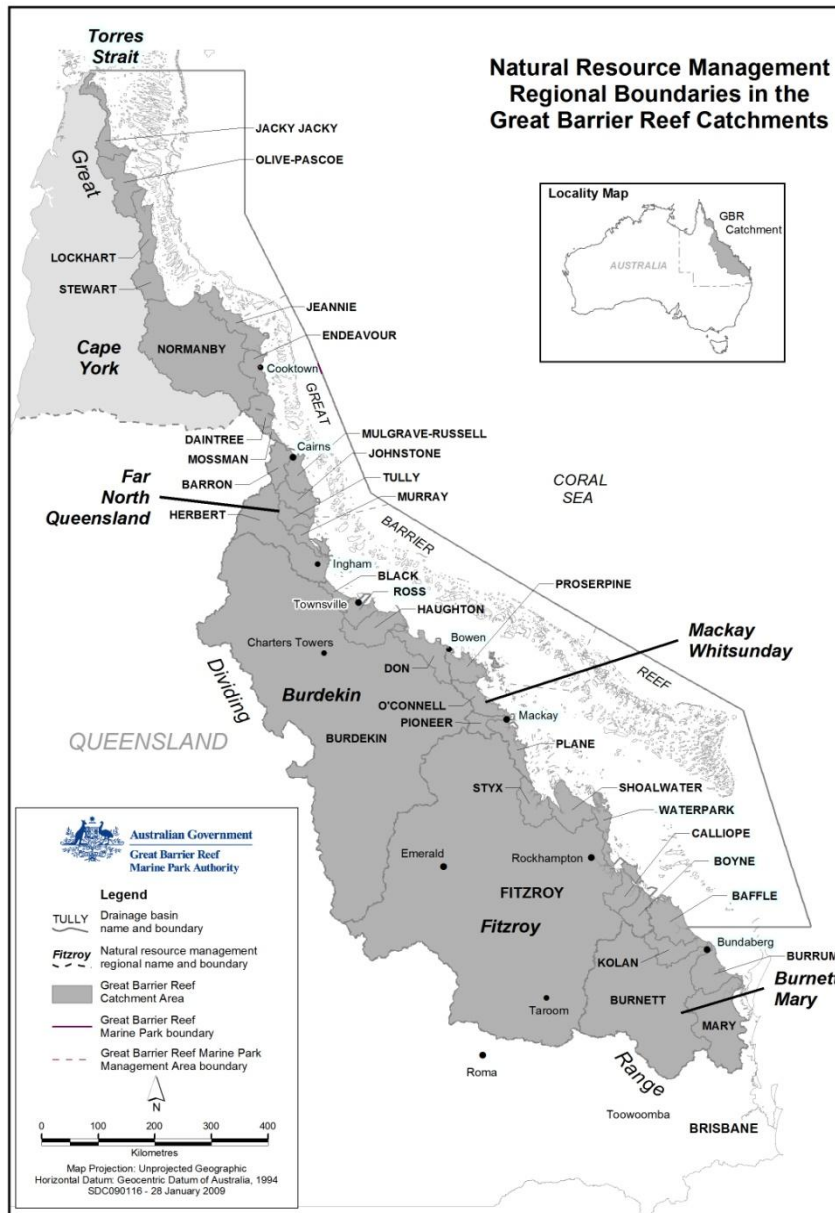 Torres
Strait
Natural Resource Management
Regional Boundaries in the
Great Barrier Reef Catchments
JACKY JACKY
OLIVE-PASCOE
Great
Locality Map
GBR
Catchment
AUSTRALIA
LOCKHART
STEWART
JEANNIE
ENDEAVOUR
NORMANBY
Cape
York
Cooktown
GREAT
DAINTREE
MULGRAVE-RUSSELL
MOSSMAN
Cairns
JOHNSTONE
BARRON
TULLY
Far
North
Queensland
MURRAY
HERBERT
CORAL
SEA
BARRIER
Ingham
BLACK
PROSERPINE
ROSS
Townsville
HAUGHTON
Mackay
Whitsunday
Charters Towers
Bowen
DON
REEF
Dividing
Burdekin
O'CONNELL
PIONEER
Mackay
QUEENSLAND
BURDEKIN
PLANE
STYX
SHOALWATER
WATERPARK
CALLIOPE
Emerald
Rockhampton
BOYNE
FITZROY
BAFFLE
Fitzroy
Bundaberg
KOLAN
BURRUM
Burnett
Mary
Taroom
BURNETT
MARY
Roma
Range
Toowoomba
BRISBANE
Australian Government
Great Barrier Reef
Marine Park Authority
Legend
TULLY Drainage basin
name and boundary
Fitzroy Natural resource management
regional name and boundary
Great Barrier Reef
Catchment Area
Great Barrier Reef
Marine Park boundary
Great Barrier Reef Marine Park
Management Area boundary
N
0 100 200 300 400
Kilometres
Map Projection: Unprojected Geographic
Horizontal Datum: Geocentric Datum of Australia, 1994
SDC090116 - 28 January 2009